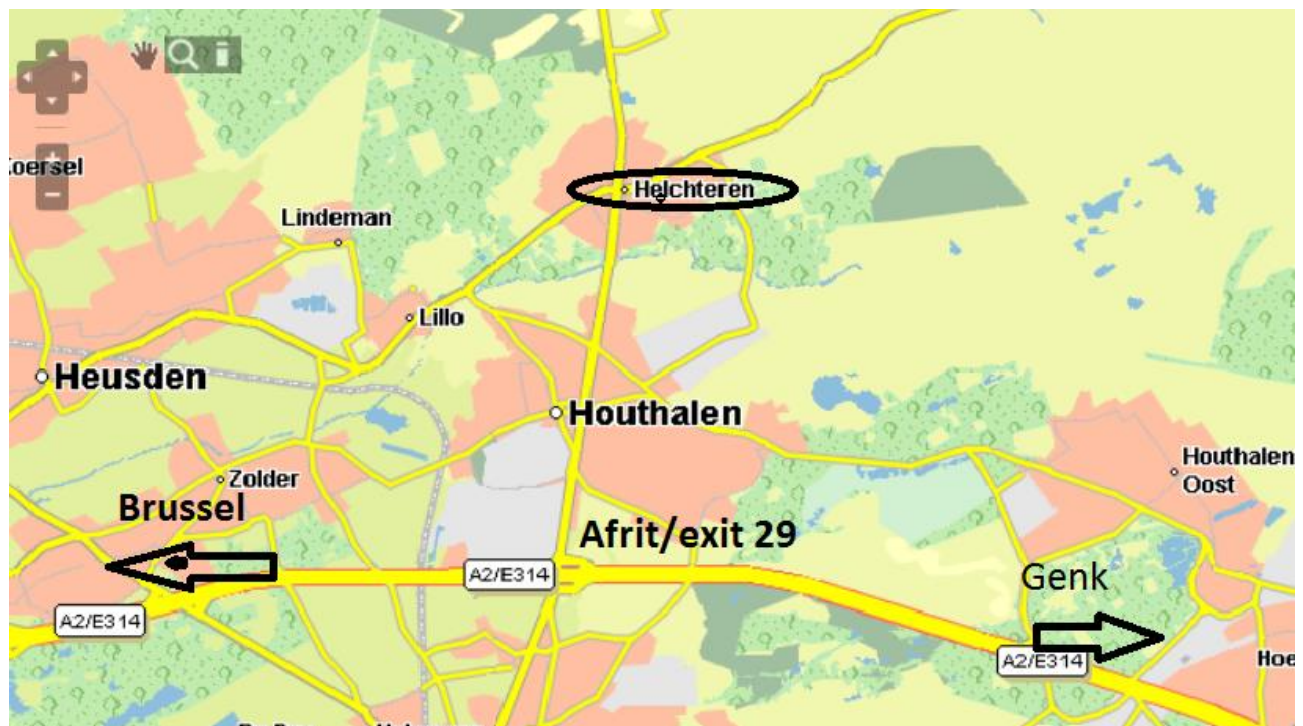 oersel
Helchteren
Lindeman
Lillo
Heusden
Houthalen
Houthalen
Oost
Zolder
Brussel
Afrit/exit 29
A2/E314
Genk
A2/E314
A2/E314
Hoe